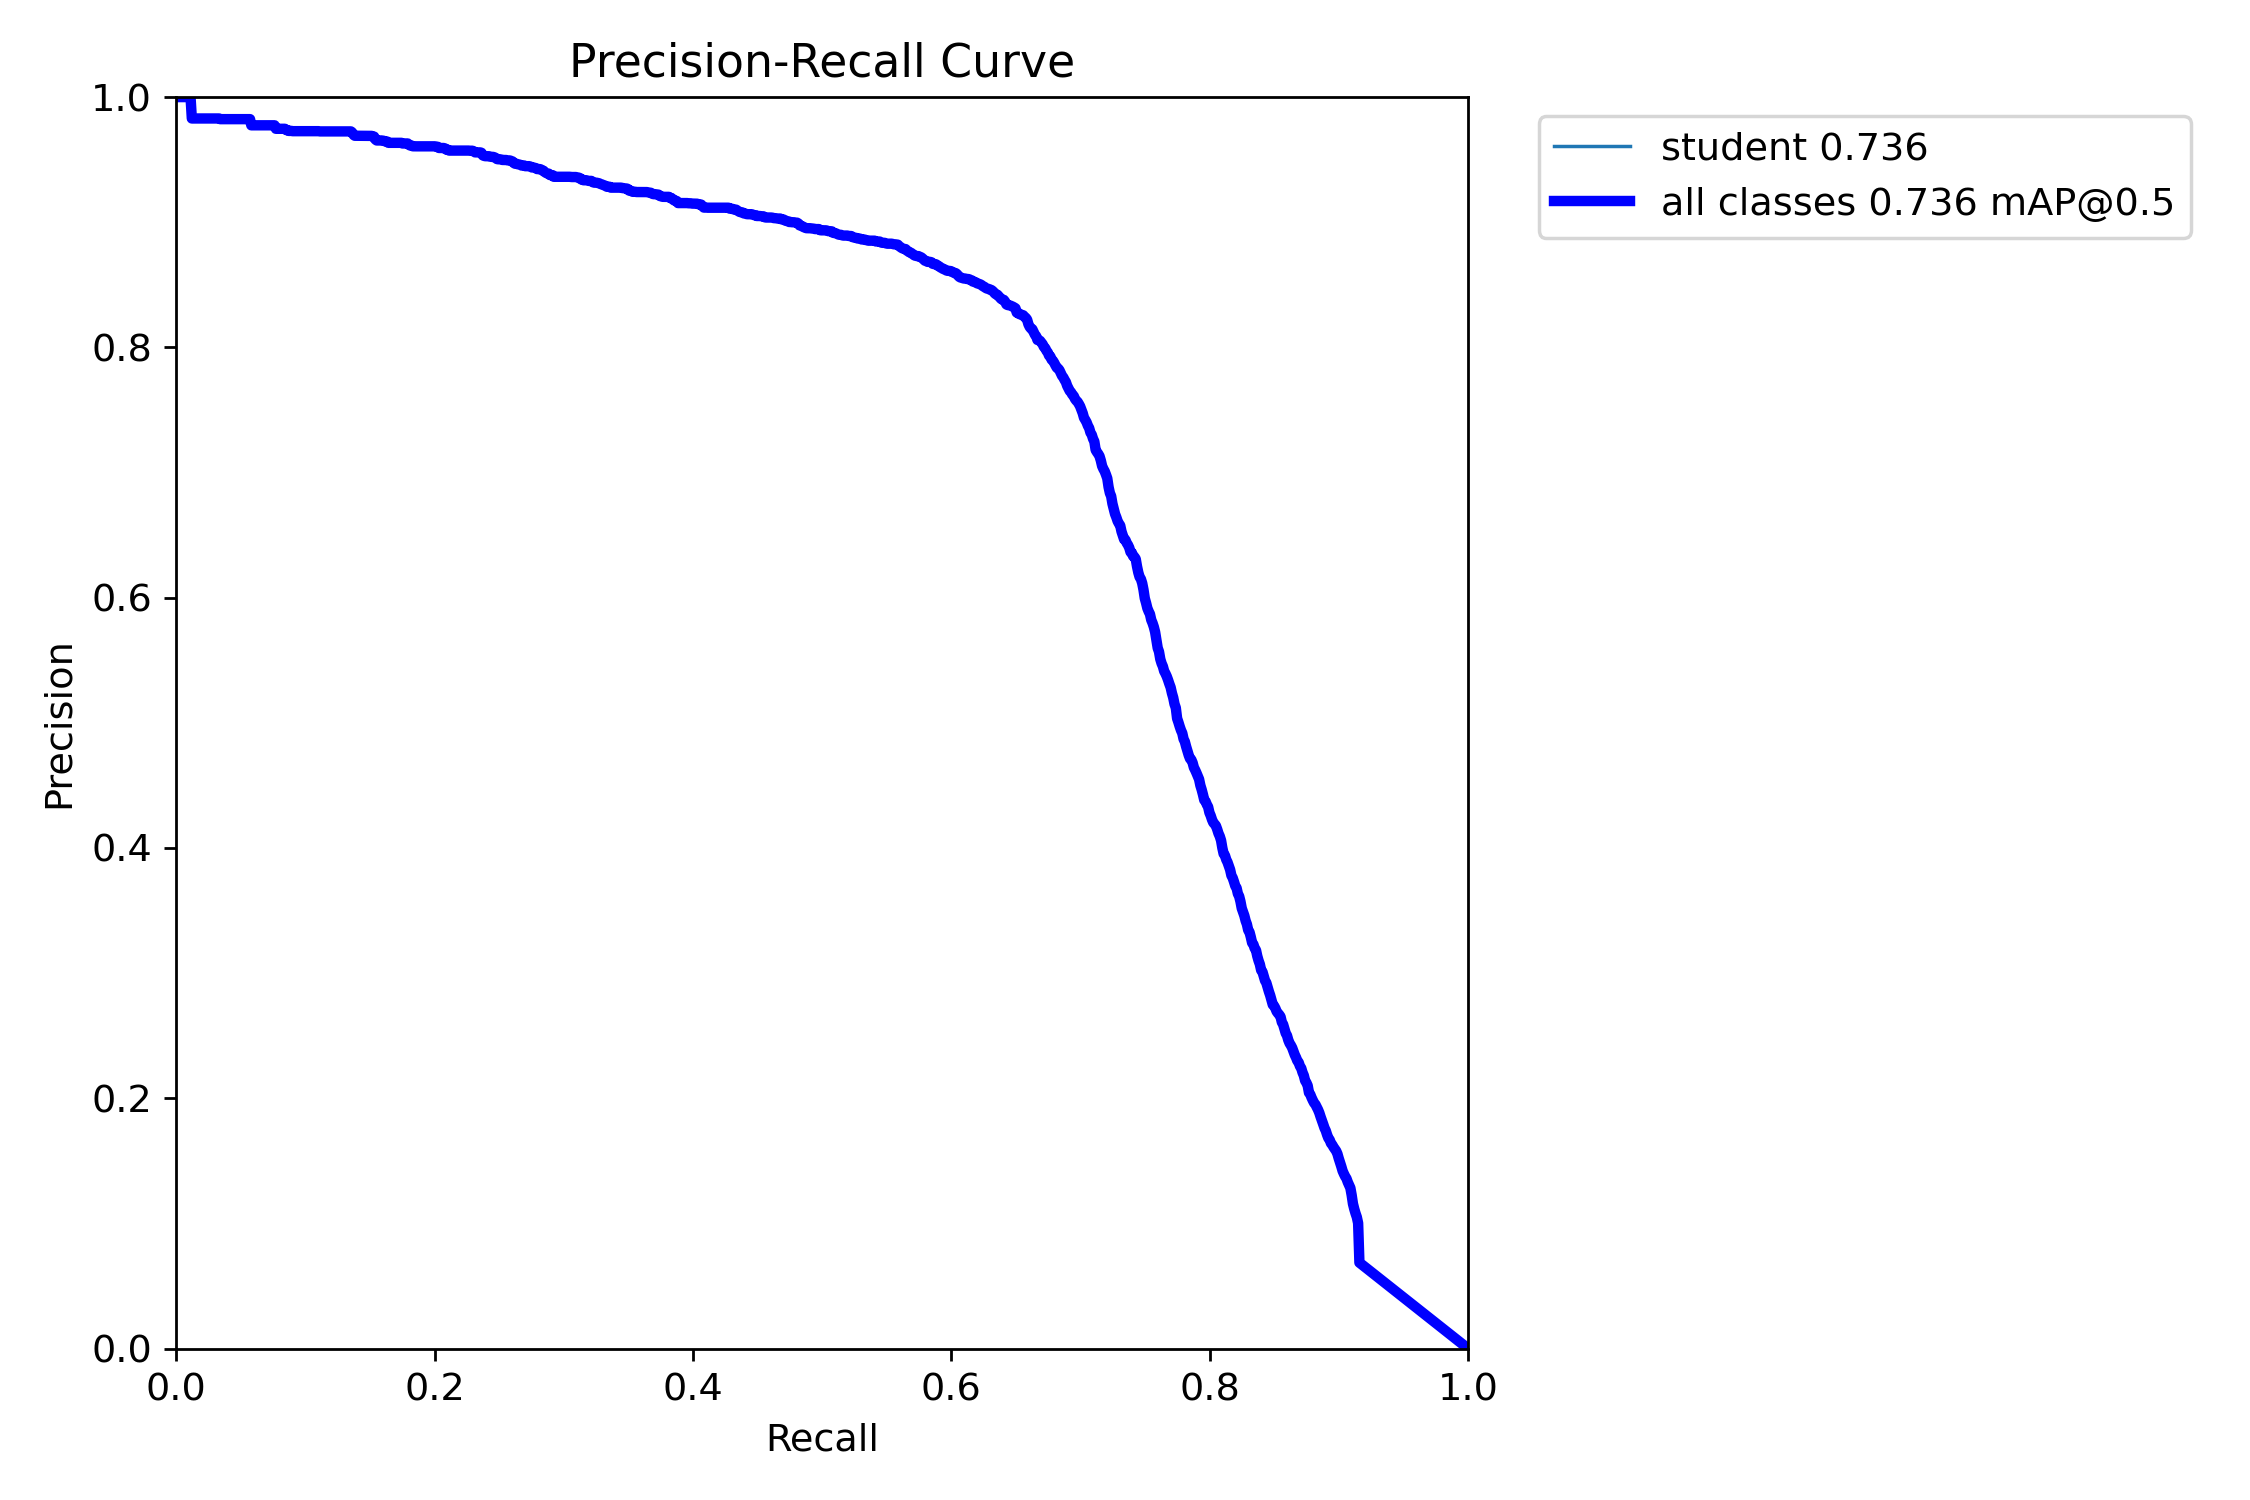 Precision-Recall Curve
student 0.736
all classes 0.736 mAP@0.5
Precision
1.0
0.8
0.6
0.4
0.2
0.0
0.0 0.2 0.4 0.6 0.8 1.0
Recall